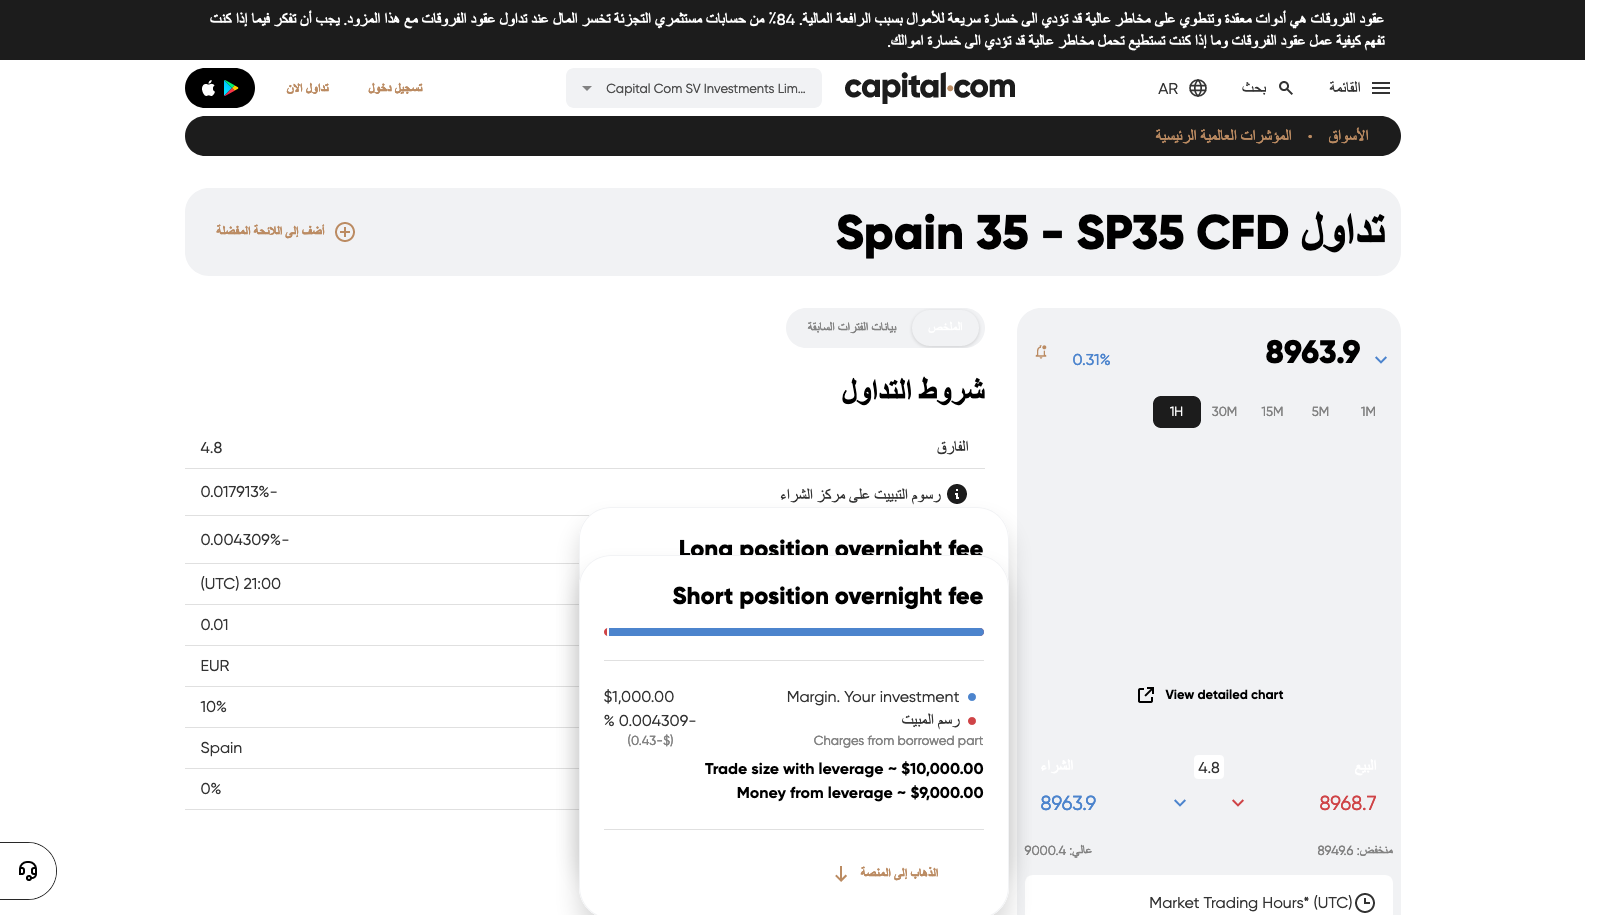 عقود الفروقات هي أدوات معقدة وتنطوي على مخاطر عالية قد تؤدي الى خسارة سريعة للأموال بسبب الرافعة المالية. 84٪ من حسابات مستثمري التجزئة تخسر المال عند تداول عقود الفروقات مع هذا المزود. يجب أن تفكر فيما إذا كنت
تفهم كيفية عمل عقود الفروقات وما إذا كنت تستطيع تحمل مخاطر عالية قد تؤدي الى خسارة اموالك.
القائمة
بحث
AR
capital.com
Capital Com SV Investments Lim...
تسجيل دخول
تداول الان
الأسواق • المؤشرات العالمية الرئيسية
تداول Spain 35 - SP35 CFD
أضف إلى اللائحة المفضلة
8963.9
0.31%
1M
5M
15M
30M
1H
View detailed chart
البيع
4.8
الشراء
8968.7
8963.9
منخفض: 8949.6
عالي: 9000.4
Market Trading Hours* (UTC)
الملخص
بيانات الفترات السابقة
شروط التداول
الفارق
4.8
رسوم التبييت على مركز الشراء
0.017913%-
0.004309%-
(UTC) 21:00
0.01
EUR
10%
Spain
0%
Long position overnight fee
Short position overnight fee
Margin. Your investment
$1,000.00
رسم المبيت
% 0.004309-
Charges from borrowed part
(0.43-$)
Trade size with leverage ~ $10,000.00
Money from leverage ~ $9,000.00
الذهاب إلى المنصة